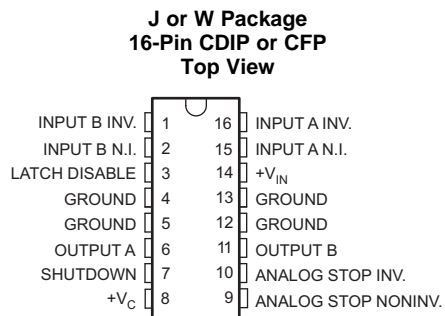 J or W Package
16-Pin CDIP or CFP
Top View
INPUT B INV. 1 16 INPUT A INV.
INPUT B N.I. 2 15 INPUT A N.I.
LATCH DISABLE 3 14 +VIN
GROUND 4 13 GROUND
GROUND 5 12 GROUND
OUTPUT A 6 11 OUTPUT B
SHUTDOWN 7 10 ANALOG STOP INV.
+VC 8 9 ANALOG STOP NONINV.